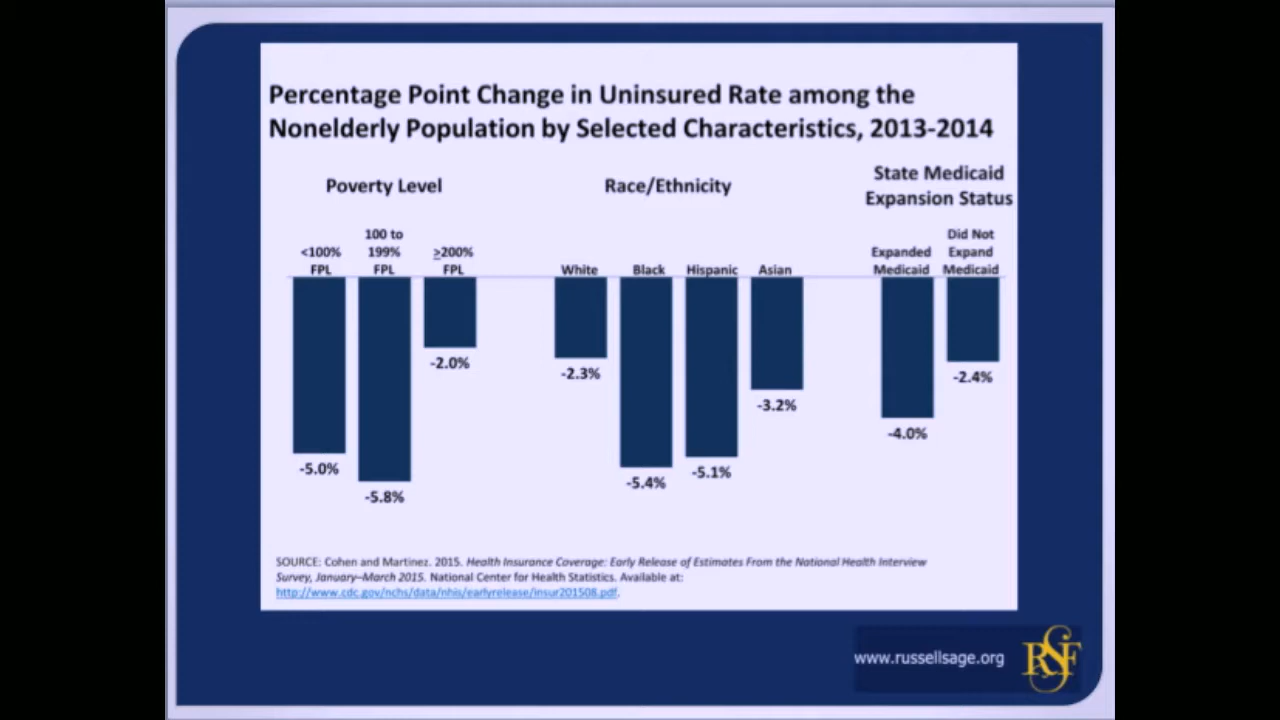 Percentage Point Change in Uninsured Rate among the
Nonelderly Population by Selected Characteristics, 2013-2014
Poverty Level
Race/Ethnicity
State Medicaid
Expansion Status
<100%
FPL
100 to
199%
FPL
≥200%
FPL
White
Black
Hispanic
Asian
Expanded
Medicaid
Did Not
Expand
Medicaid
-5.0%
-5.8%
-2.0%
-2.3%
-5.4%
-5.1%
-3.2%
-4.0%
-2.4%
SOURCE: Cohen and Martinez. 2015. Health Insurance Coverage: Early Release of Estimates From the National Health Interview
Survey, January–March 2015. National Center for Health Statistics. Available at:
http://www.cdc.gov/nchs/data/nhis/earlyrelease/insur201508.pdf.
www.russellsage.org
RSF